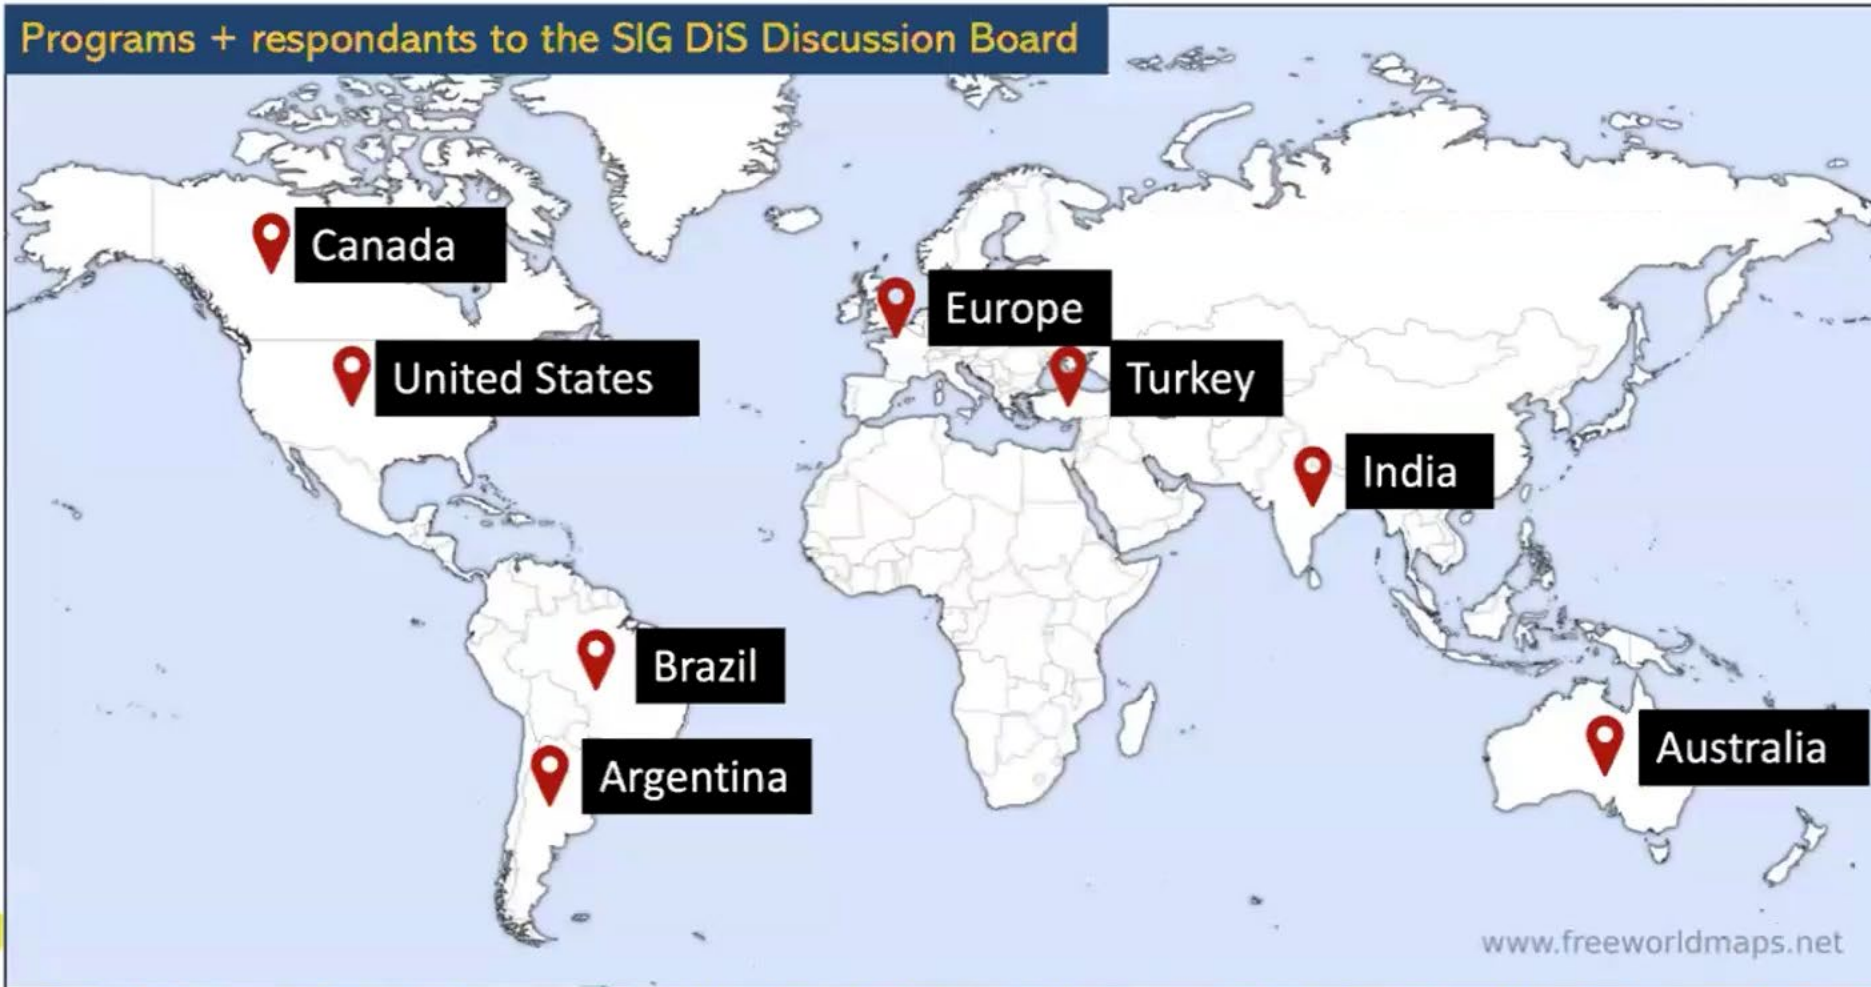 Programs + respondants to the SIG DiS Discussion Board
Canada
Europe
United States
Turkey
India
Brazil
Australia
Argentina
www.freeworldmaps.net